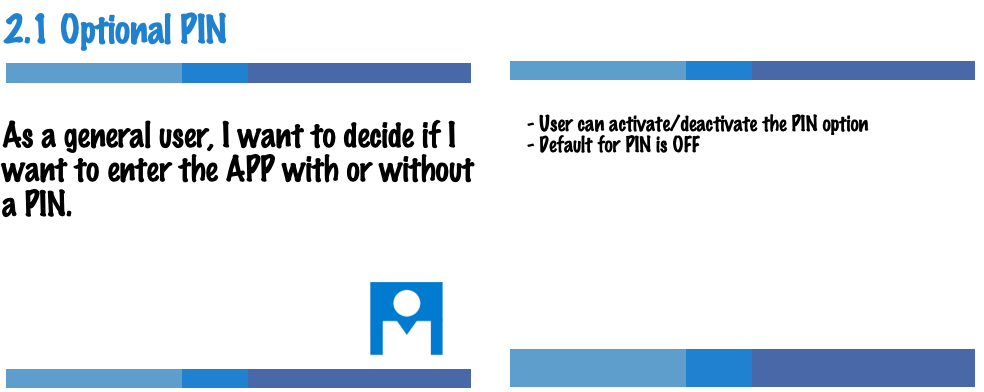 2.1 Optional PIN
As a general user, I want to decide if I
want to enter the APP with or without
a PIN.
- User can activate/deactivate the PIN option
- Default for PIN is OFF